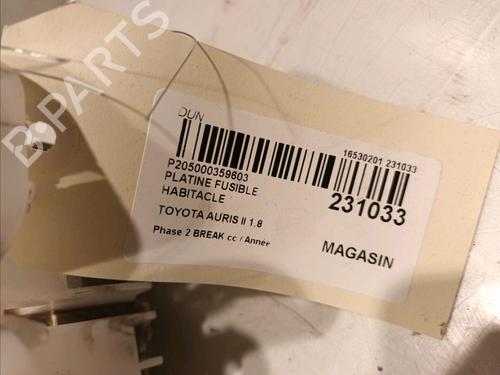 B-PARTS
DUN
16530201 231033
P205000359603
PLATINE FUSIBLE
HABITACLE
231033
TOYOTA AURIS II 1.8
Phase 2 BREAK cc / Année
MAGASIN